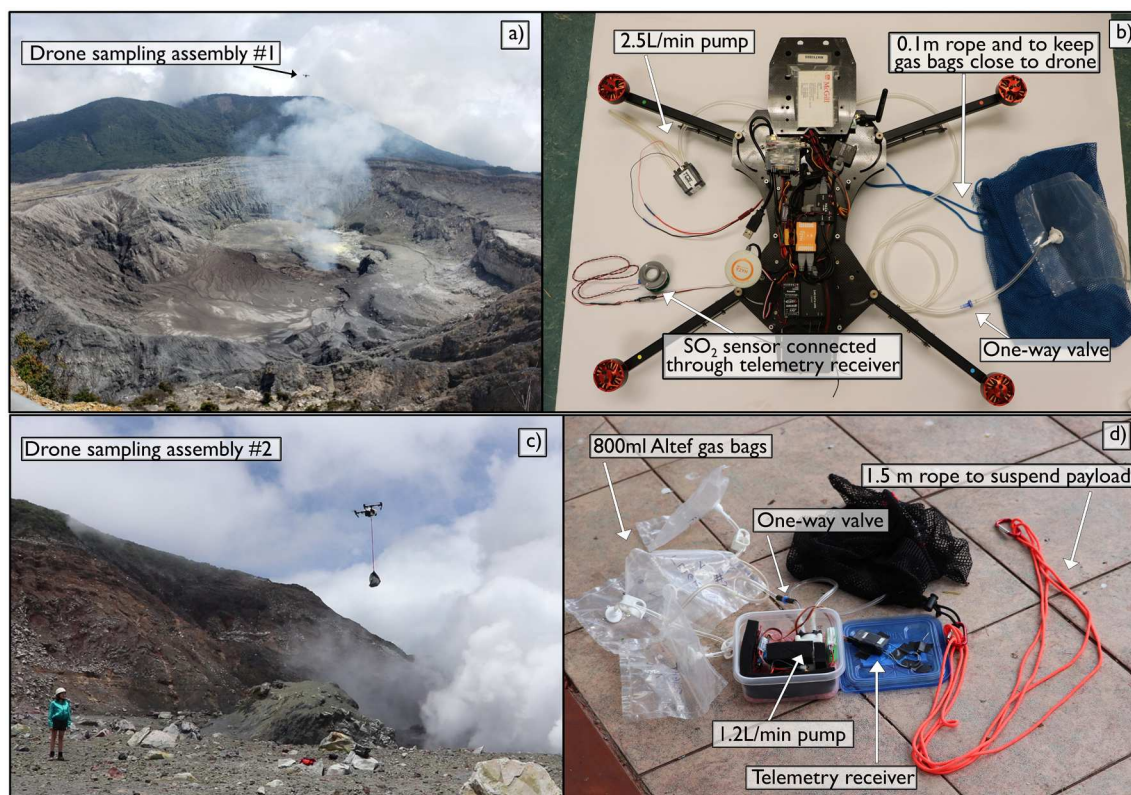 a)
Drone sampling assembly #1
b)
2.5L/min pump
0.1m rope and to keep
gas bags close to drone
McGill
SO₂ sensor connected
through telemetry receiver
One-way valve
c)
Drone sampling assembly #2
d)
800ml Altef gas bags
1.5 m rope to suspend payload
One-way valve
1.2L/min pump
Telemetry receiver